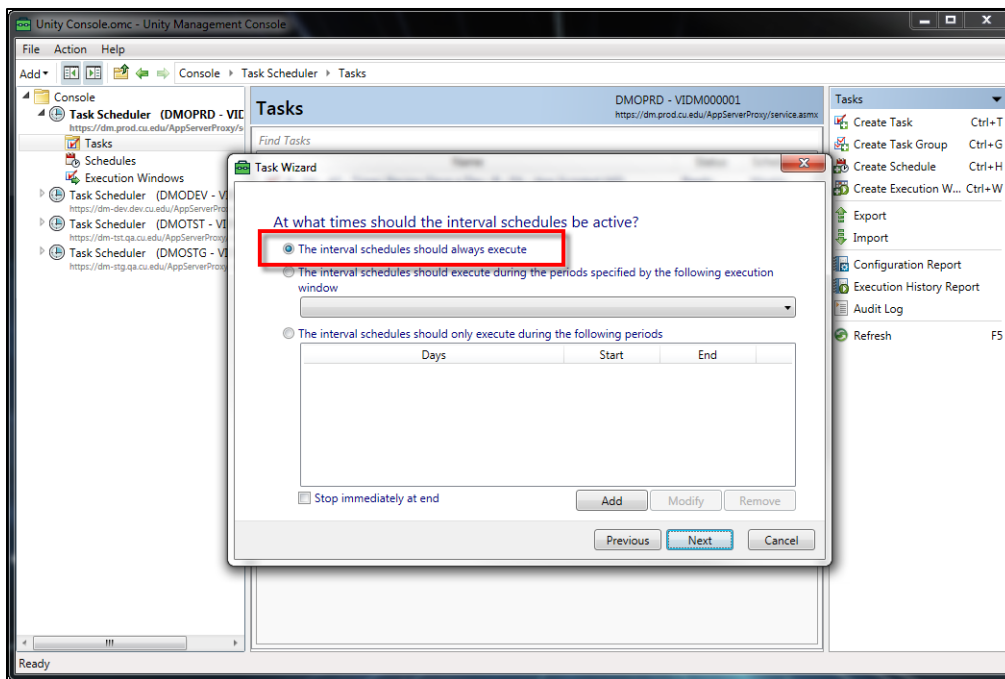 Unity Console.omc - Unity Management Console
File Action Help
Add Console Task Scheduler Tasks
Console
Task Scheduler (DMOPRD - VID
https://dm.prod.cu.edu/AppServerProxy/s
Tasks
Schedules
Execution Windows
Task Scheduler (DMODEV - V
https://dm-dev.dev.cu.edu/AppServerPro
Task Scheduler (DMOTST - VI
https://dm-tst.qa.cu.edu/AppServerProxy
Task Scheduler (DMOSTG - VI
https://dm-stg.qa.cu.edu/AppServerProxy
Tasks
DMOPRD - VIDM000001
https://dm.prod.cu.edu/AppServerProxy/service.asmx
Find Tasks
Name Status
Task Wizard
At what times should the interval schedules be active?
The interval schedules should always execute
The interval schedules should execute during the periods specified by the following execution
window
The interval schedules should only execute during the following periods
Days Start End
Stop immediately at end
Add Modify Remove
Previous Next Cancel
Tasks
Create Task Ctrl+T
Create Task Group Ctrl+G
Create Schedule Ctrl+H
Create Execution W... Ctrl+W
Export
Import
Configuration Report
Execution History Report
Audit Log
Refresh F5
Ready